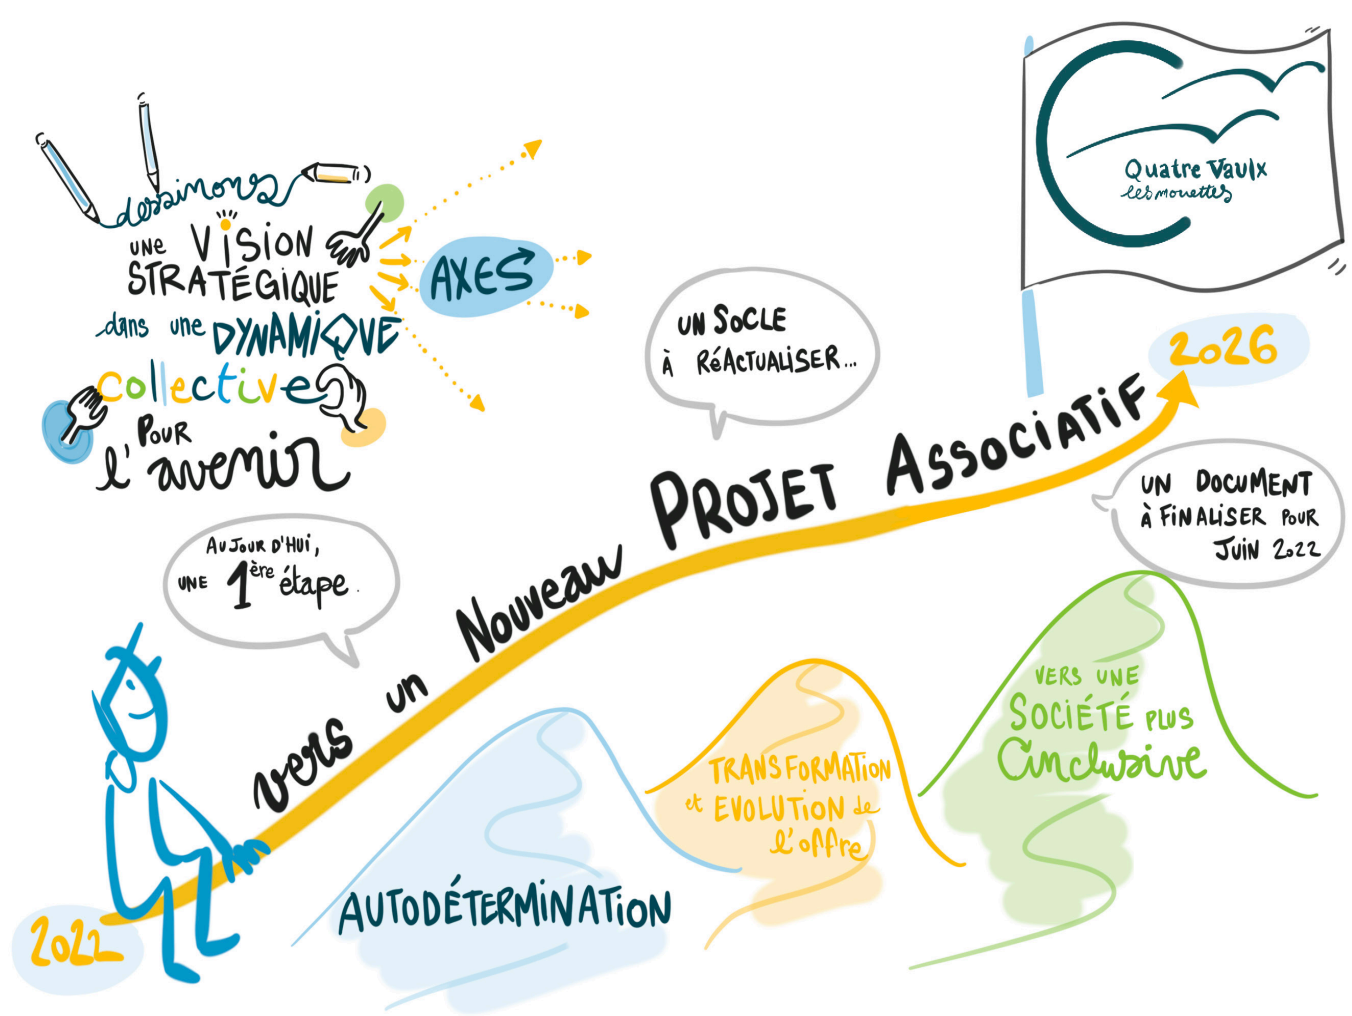 dessinons
UNE VISION
STRATÉGIQUE
dans une DYNAMIQUE
collective
POUR
l'avenir
AXES
Quatre Vaulx
les mouettes
2026
UN SOCLE
À RÉACTUALISER...
UN DOCUMENT
À FINALISER POUR
JUIN 2022
AUJOUR D'HUI,
UNE 1ère étape.
vers un Nouveau PROJET ASSOCIATIF
2022
AUTODÉTERMINATION
TRANSFORMATION
et EVOLUTION de
l'offre
VERS UNE
SOCIÉTÉ PLUS
inclusive